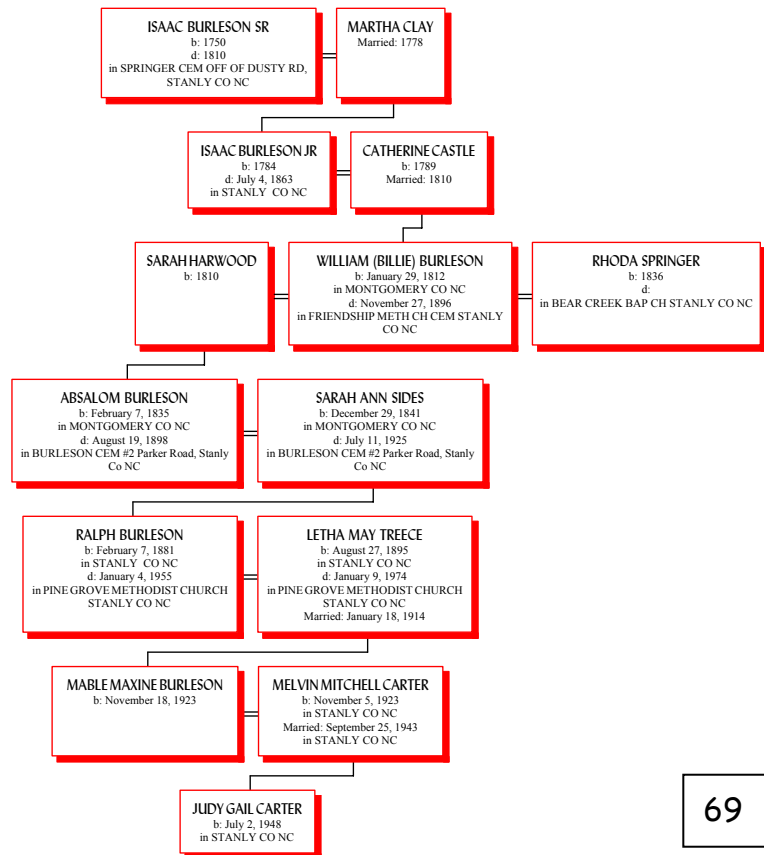 ISAAC BURLESON SR
b: 1750
d: 1810
in SPRINGER CEM OFF OF DUSTY RD,
STANLY CO NC
MARTHA CLAY
Married: 1778
ISAAC BURLESON JR
b: 1784
d: July 4, 1863
in STANLY CO NC
CATHERINE CASTLE
b: 1789
Married: 1810
SARAH HARWOOD
b: 1810
WILLIAM (BILLIE) BURLESON
b: January 29, 1812
in MONTGOMERY CO NC
d: November 27, 1896
in FRIENDSHIP METH CH CEM STANLY
CO NC
RHODA SPRINGER
b: 1836
d:
in BEAR CREEK BAP CH STANLY CO NC
ABSALOM BURLESON
b: February 7, 1835
in MONTGOMERY CO NC
d: August 19, 1898
in BURLESON CEM #2 Parker Road, Stanly
Co NC
SARAH ANN SIDES
b: December 29, 1841
in MONTGOMERY CO NC
d: July 11, 1925
in BURLESON CEM #2 Parker Road, Stanly
Co NC
RALPH BURLESON
b: February 7, 1881
in STANLY CO NC
d: January 4, 1955
in PINE GROVE METHODIST CHURCH
STANLY CO NC
LETHA MAY TREECE
b: August 27, 1895
in STANLY CO NC
d: January 9, 1974
in PINE GROVE METHODIST CHURCH
STANLY CO NC
Married: January 18, 1914
MABLE MAXINE BURLESON
b: November 18, 1923
MELVIN MITCHELL CARTER
b: November 5, 1923
in STANLY CO NC
Married: September 25, 1943
in STANLY CO NC
JUDY GAIL CARTER
b: July 2, 1948
in STANLY CO NC
69